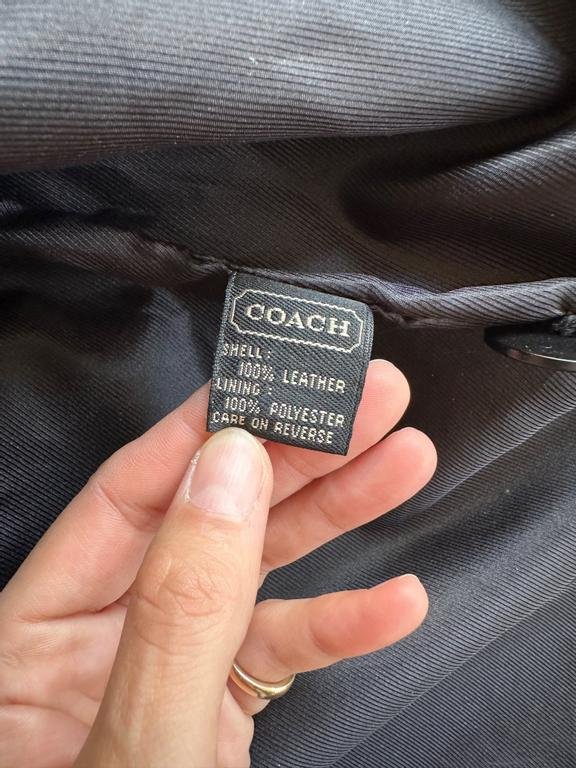 COACH
SHELL:
100% LEATHER
LINING:
100% POLYESTER
CARE ON REVERSE